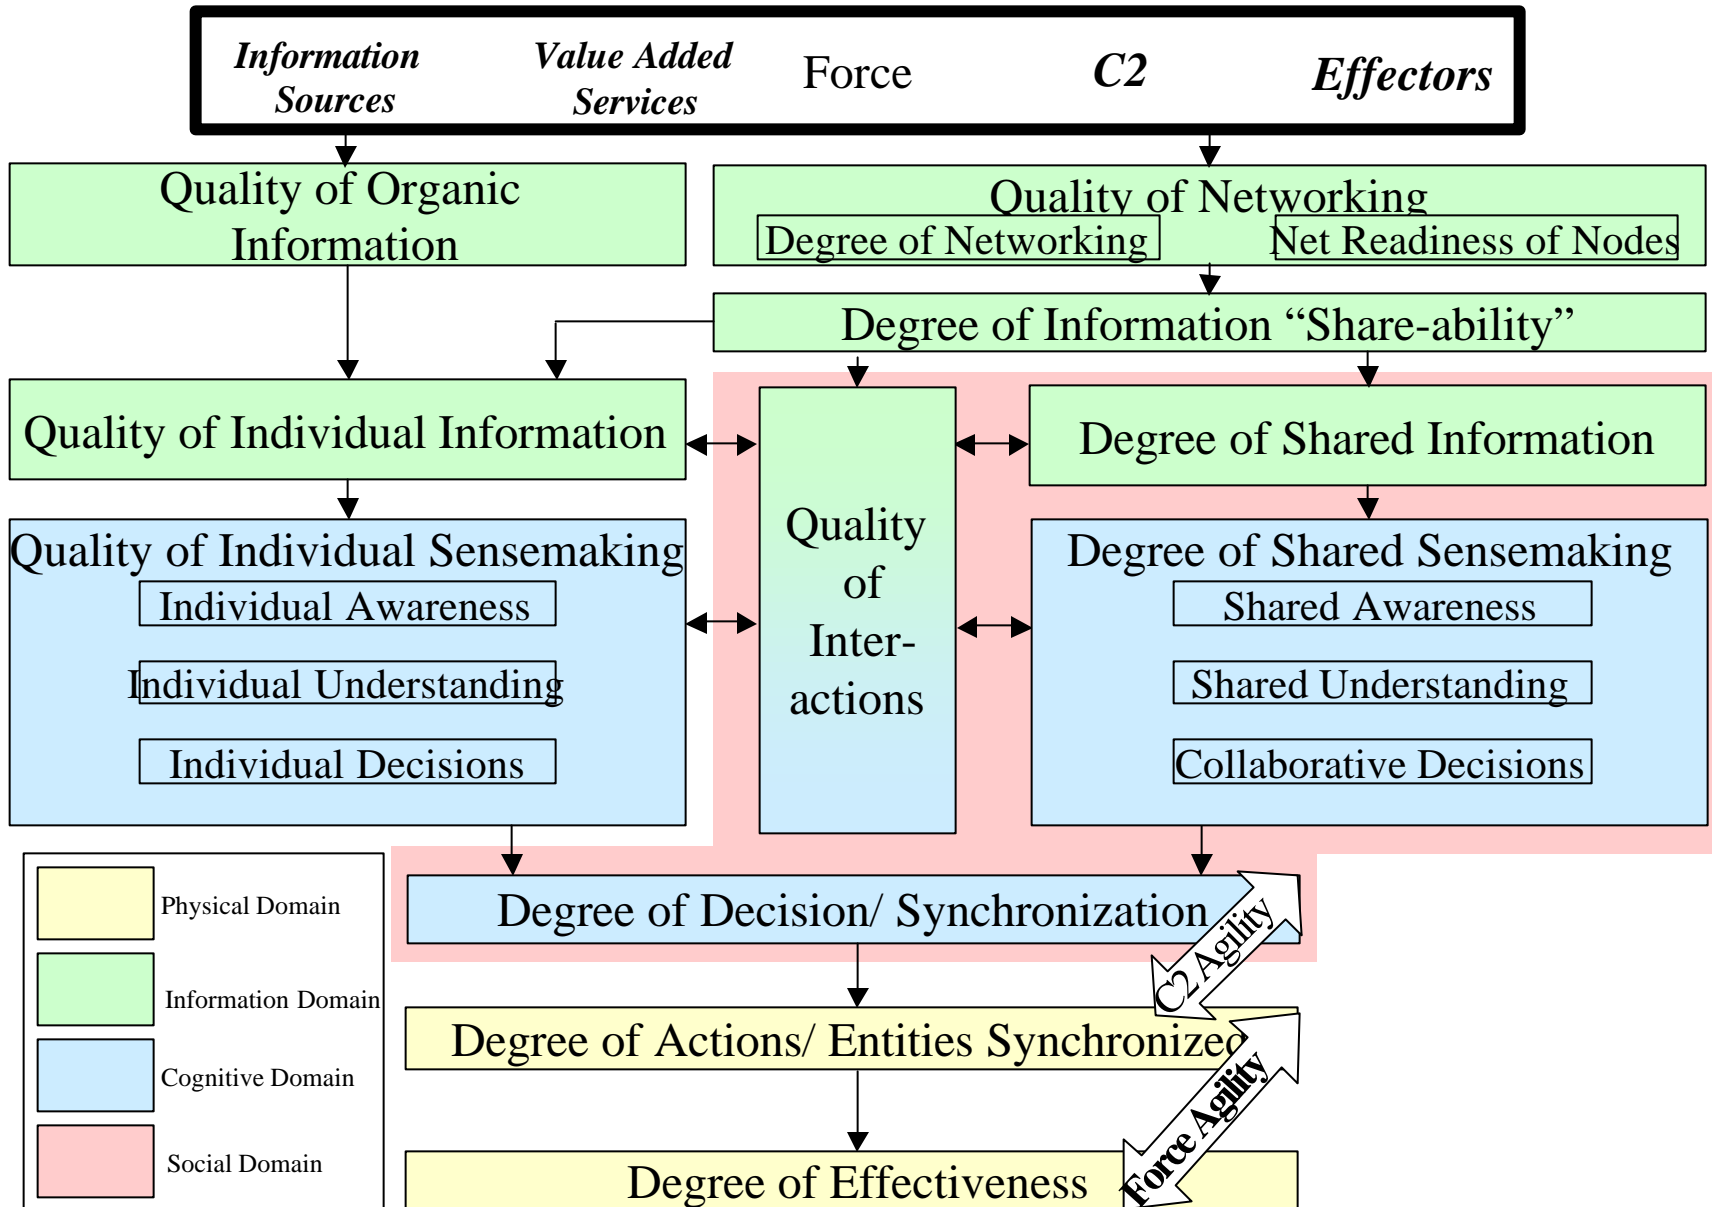 Information
Sources
Value Added
Services
Force
C2
Effectors
Quality of Organic
Information
Quality of Networking
Degree of Networking
Net Readiness of Nodes
Degree of Information “Share-ability”
Quality of Individual Information
Degree of Shared Information
Quality
of
Inter-
actions
Quality of Individual Sensemaking
Individual Awareness
Individual Understanding
Individual Decisions
Degree of Shared Sensemaking
Shared Awareness
Shared Understanding
Collaborative Decisions
Degree of Decision/ Synchronization
C2 Agility
Degree of Actions/ Entities Synchronized
Force Agility
Degree of Effectiveness
Physical Domain
Information Domain
Cognitive Domain
Social Domain